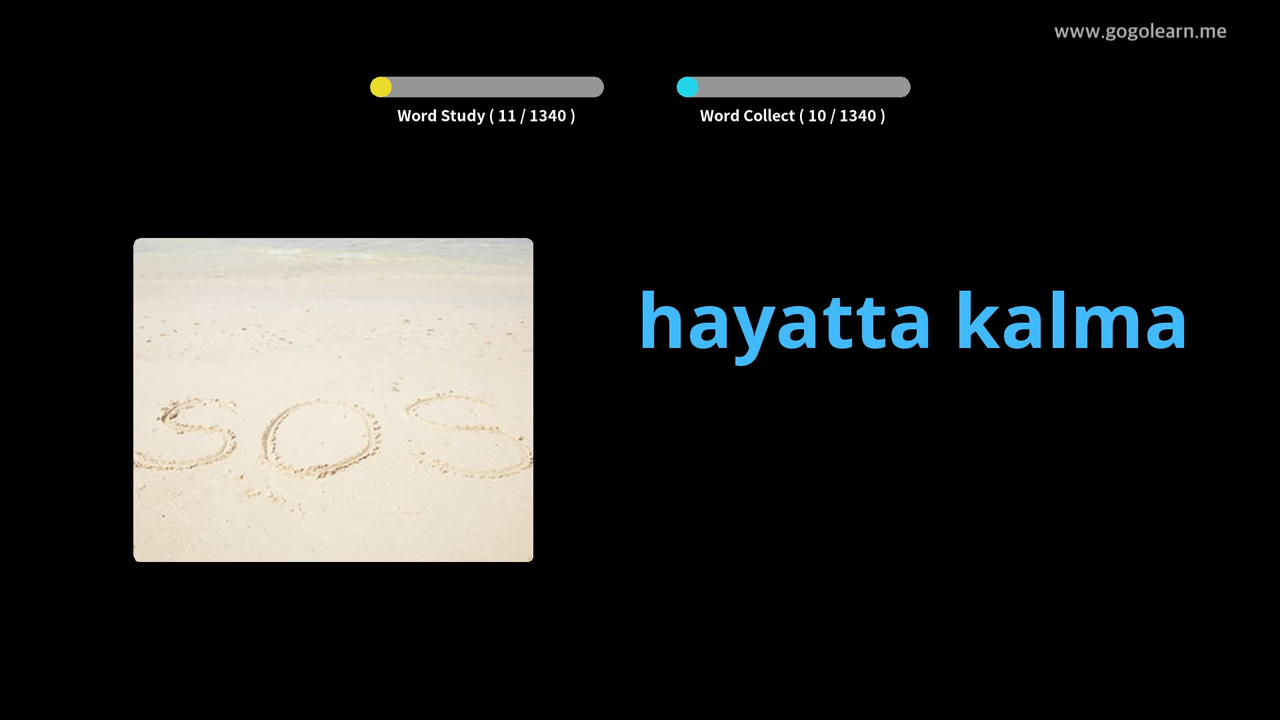 www.gogolearn.me
Word Study ( 11 / 1340 )
Word Collect ( 10 / 1340 )
hayatta kalma
SOS